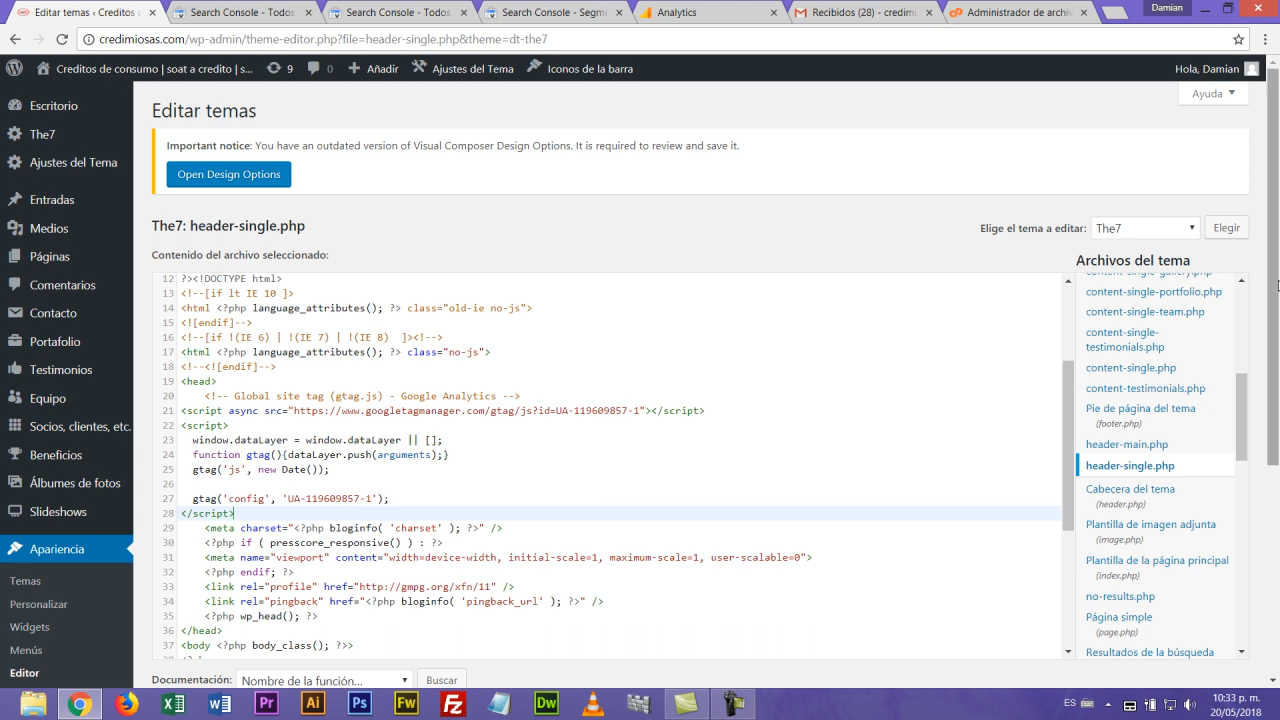 Editar temas ‹ Creditos d
Search Console - Todos
Search Console - Todos
Search Console - Segme
Analytics
Recibidos (28) - credimi
Administrador de archiv
Damian
credimiosas.com/wp-admin/theme-editor.php?file=header-single.php&theme=dt-the7
Creditos de consumo | soat a credito | s...
9
0
Añadir
Ajustes del Tema
Iconos de la barra
Hola, Damian
Ayuda
Escritorio
The7
Ajustes del Tema
Entradas
Medios
Páginas
Comentarios
Contacto
Portafolio
Testimonios
Equipo
Socios, clientes, etc.
Beneficios
Álbumes de fotos
Slideshows
Apariencia
Temas
Personalizar
Widgets
Menús
Editor
Editar temas
Important notice: You have an outdated version of Visual Composer Design Options. It is required to review and save it.
Open Design Options
The7: header-single.php
Elige el tema a editar:
The7
Elegir
Contenido del archivo seleccionado:
12 ?><!DOCTYPE html>
13 <!--[if lt IE 10 ]>
14 <html <?php language_attributes(); ?> class="old-ie no-js">
15 <![endif]-->
16 <!--[if !(IE 6) | !(IE 7) | !(IE 8)  ]><!-->
17 <html <?php language_attributes(); ?> class="no-js">
18 <!--<![endif]-->
19 <head>
20 <!-- Global site tag (gtag.js) - Google Analytics -->
21 <script async src="https://www.googletagmanager.com/gtag/js?id=UA-119609857-1"></script>
22 <script>
23 window.dataLayer = window.dataLayer || [];
24 function gtag(){dataLayer.push(arguments);}
25 gtag('js', new Date());
26
27 gtag('config', 'UA-119609857-1');
28 </script>
29 <meta charset="<?php bloginfo( 'charset' ); ?>" />
30 <?php if ( presscore_responsive() ) : ?>
31 <meta name="viewport" content="width=device-width, initial-scale=1, maximum-scale=1, user-scalable=0">
32 <?php endif; ?>
33 <link rel="profile" href="http://gmpg.org/xfn/11" />
34 <link rel="pingback" href="<?php bloginfo( 'pingback_url' ); ?>" />
35 <?php wp_head(); ?>
36 </head>
37 <body <?php body_class(); ?>>
Archivos del tema
content-single-gallery.php
content-single-portfolio.php
content-single-team.php
content-single-
testimonials.php
content-single.php
content-testimonials.php
Pie de página del tema
(footer.php)
header-main.php
header-single.php
Cabecera del tema
(header.php)
Plantilla de imagen adjunta
(image.php)
Plantilla de la página principal
(index.php)
no-results.php
Página simple
(page.php)
Resultados de la búsqueda
Documentación:
Nombre de la función...
Buscar
Pr
Ai
Ps
Fw
Fz
Dw
ES
10:33 p. m.
20/05/2018